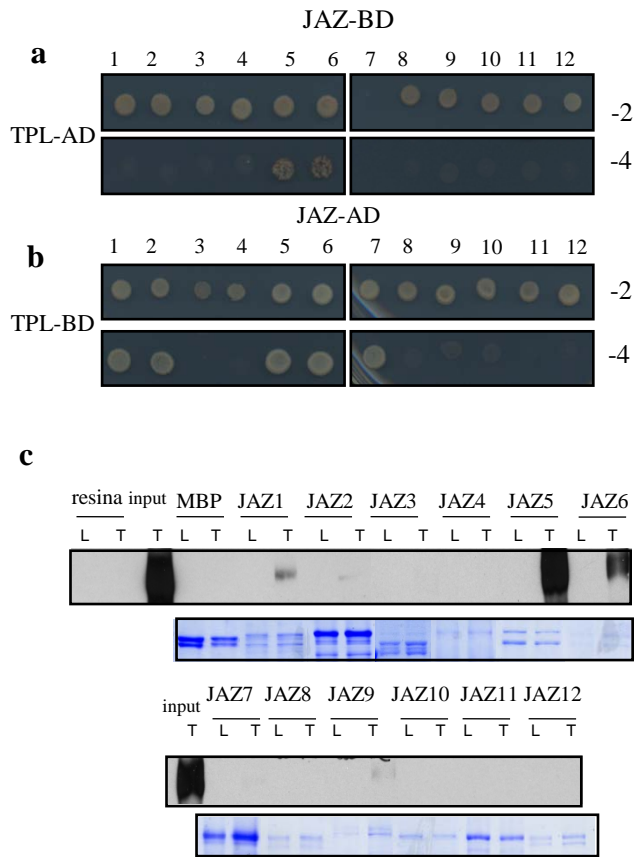 JAZ-BD
a
1 2 3 4 5 6 7 8 9 10 11 12
TPL-AD
-2
-4
JAZ-AD
b
1 2 3 4 5 6 7 8 9 10 11 12
TPL-BD
-2
-4
c
resina input MBP JAZ1 JAZ2 JAZ3 JAZ4 JAZ5 JAZ6
L T T L T L T L T L T L T L T L T
input JAZ7 JAZ8 JAZ9 JAZ10 JAZ11 JAZ12
T L T L T L T L T L T L T